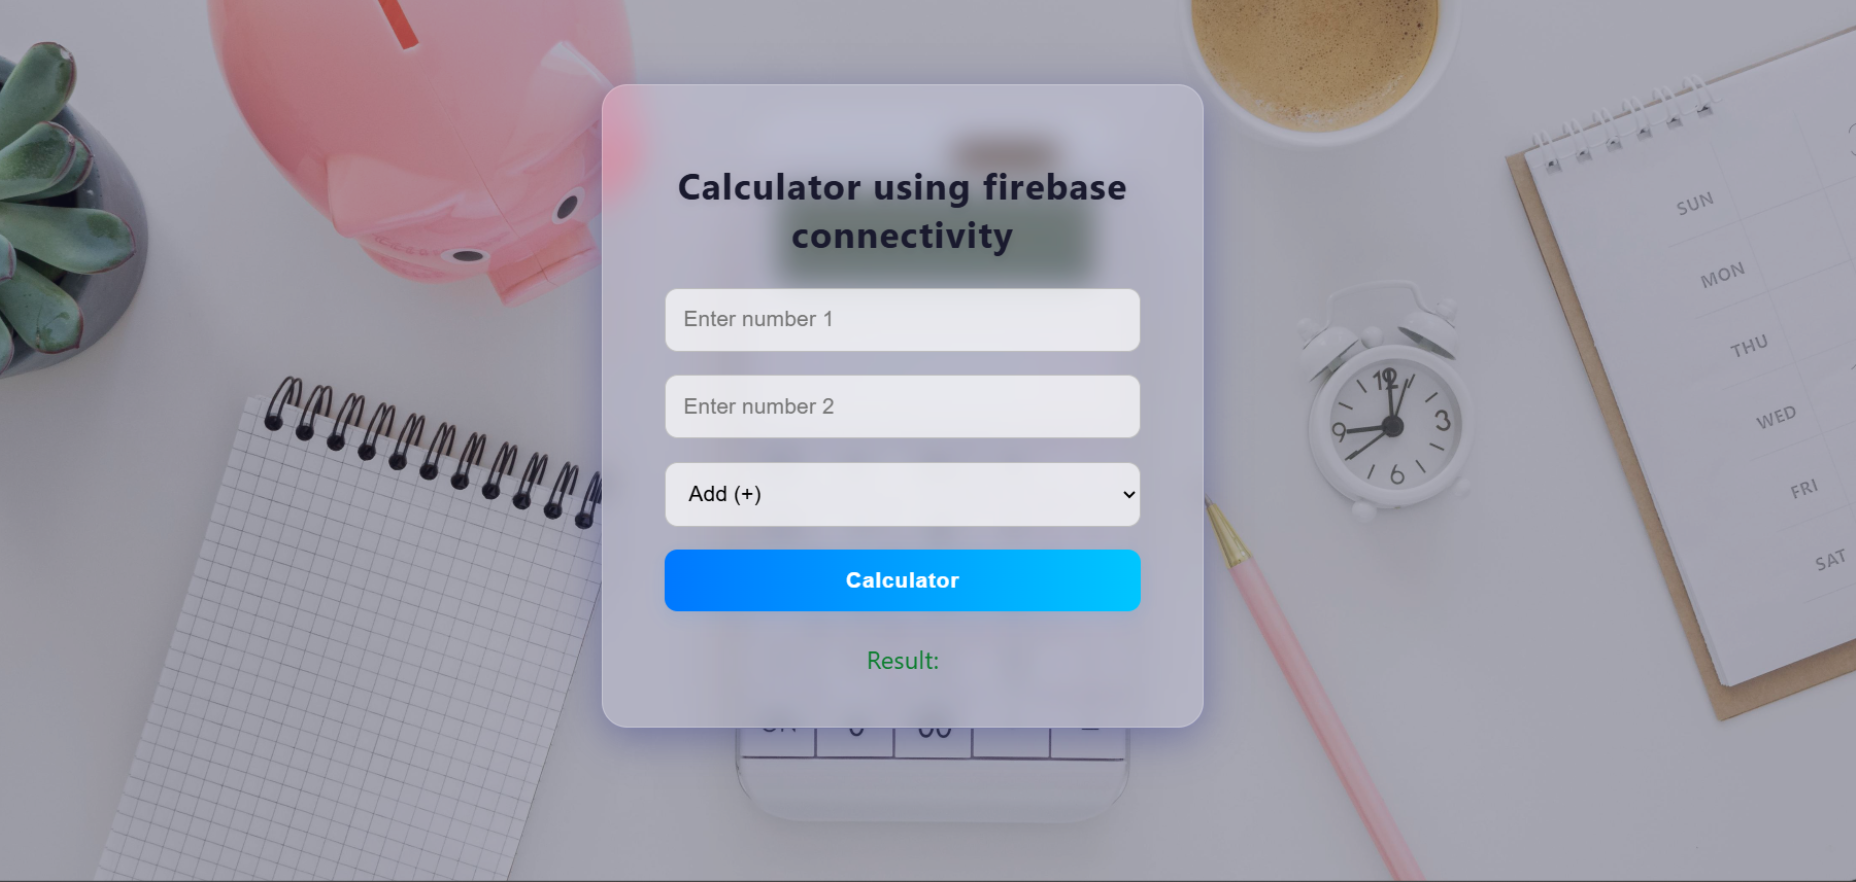 Calculator using firebase
connectivity
Enter number 1
Enter number 2
Add (+)
Calculator
Result:
SUN
MON
THU
WED
FRI
SAT
12
3
6
9